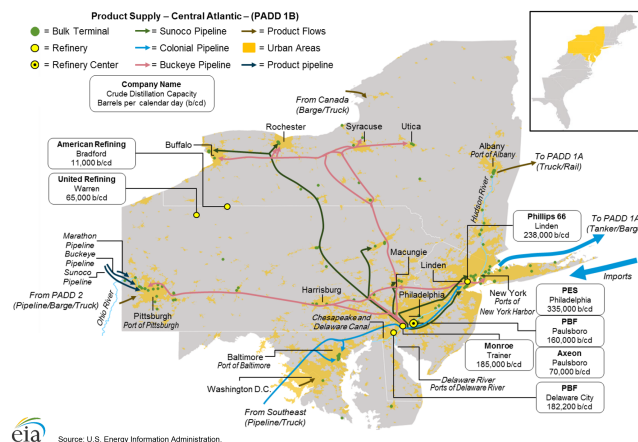 Product Supply – Central Atlantic – (PADD 1B)
= Bulk Terminal
= Sunoco Pipeline
= Product Flows
= Refinery
= Colonial Pipeline
= Urban Areas
= Refinery Center
= Buckeye Pipeline
= Product pipeline
Company Name
Crude Distillation Capacity
Barrels per calendar day (b/cd)
From Canada
(Barge/Truck)
Rochester
Syracuse
Utica
Buffalo
American Refining
Bradford
11,000 b/cd
Albany
Port of Albany
To PADD 1A
(Truck/Rail)
United Refining
Warren
65,000 b/cd
Hudson River
Phillips 66
Linden
238,000 b/cd
To PADD 1A
(Tanker/Barge)
Marathon
Pipeline
Buckeye
Pipeline
Sunoco
Pipeline
Macungie
Linden
Imports
From PADD 2
(Pipeline/Barge/Truck)
Ohio River
Pittsburgh
Port of Pittsburgh
Harrisburg
Philadelphia
New York
Ports of
New York Harbor
PES
Philadelphia
335,000 b/cd
Chesapeake and
Delaware Canal
PBF
Paulsboro
160,000 b/cd
Baltimore
Port of Baltimore
Monroe
Trainer
185,000 b/cd
Axeon
Paulsboro
70,000 b/cd
Washington D.C.
Delaware River
Ports of Delaware River
PBF
Delaware City
182,200 b/cd
From Southeast
(Pipeline/Truck)
eia
Source: U.S. Energy Information Administration.